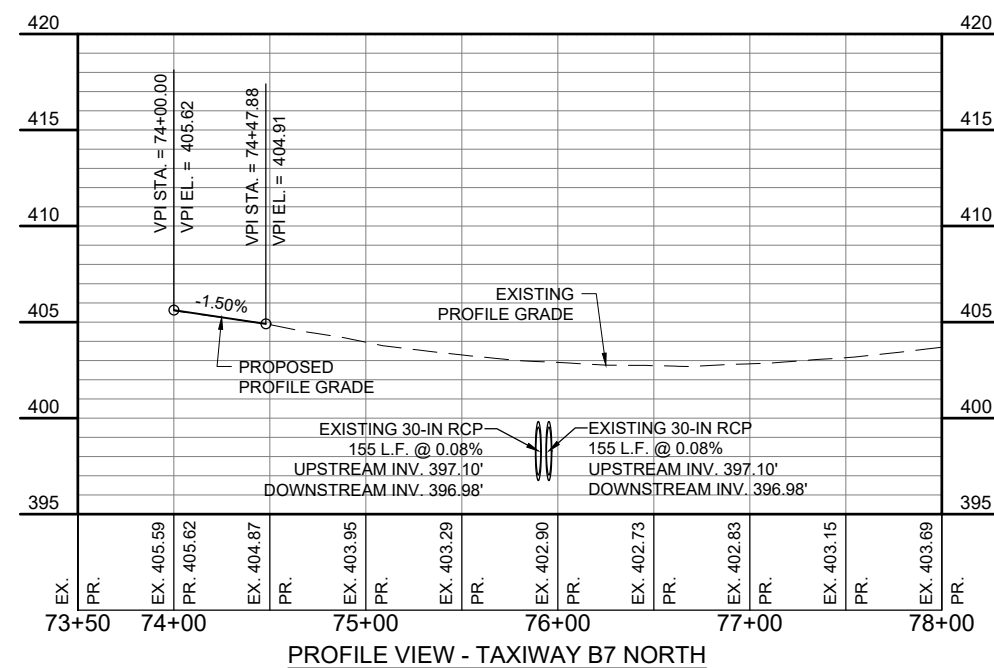 420
420
415
415
410
410
405
405
400
400
395
395
VPI STA. = 74+00.00
VPI EL. = 405.62
VPI STA. = 74+47.88
VPI EL. = 404.91
-1.50%
PROPOSED
PROFILE GRADE
EXISTING
PROFILE GRADE
EXISTING 30-IN RCP
155 L.F. @ 0.08%
UPSTREAM INV. 397.10'
DOWNSTREAM INV. 396.98'
EXISTING 30-IN RCP
155 L.F. @ 0.08%
UPSTREAM INV. 397.10'
DOWNSTREAM INV. 396.98'
EX.
PR.
EX. 405.59
PR. 405.62
EX. 404.87
PR.
EX. 403.95
PR.
EX. 403.29
PR.
EX. 402.90
PR.
EX. 402.73
PR.
EX. 402.83
PR.
EX. 403.15
PR.
EX. 403.69
PR.
73+50
74+00
75+00
76+00
77+00
78+00
PROFILE VIEW - TAXIWAY B7 NORTH